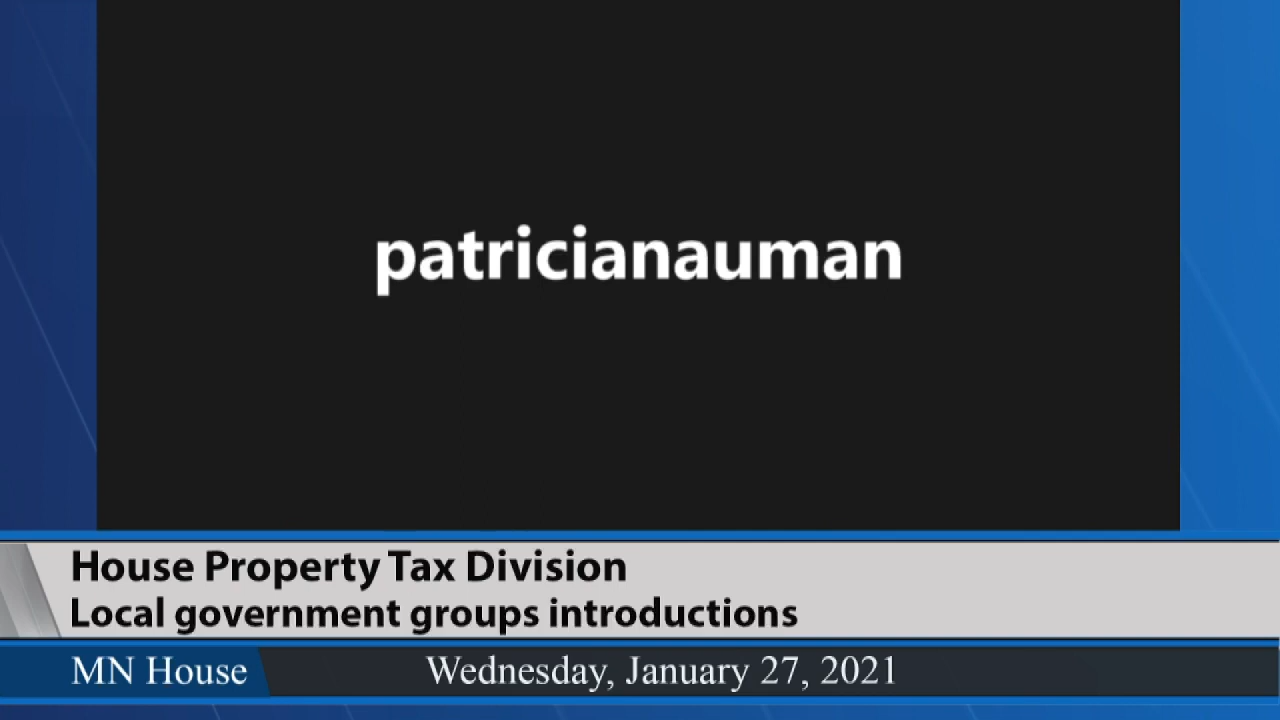 patricianauman
House Property Tax Division
Local government groups introductions
MN House
Wednesday, January 27, 2021